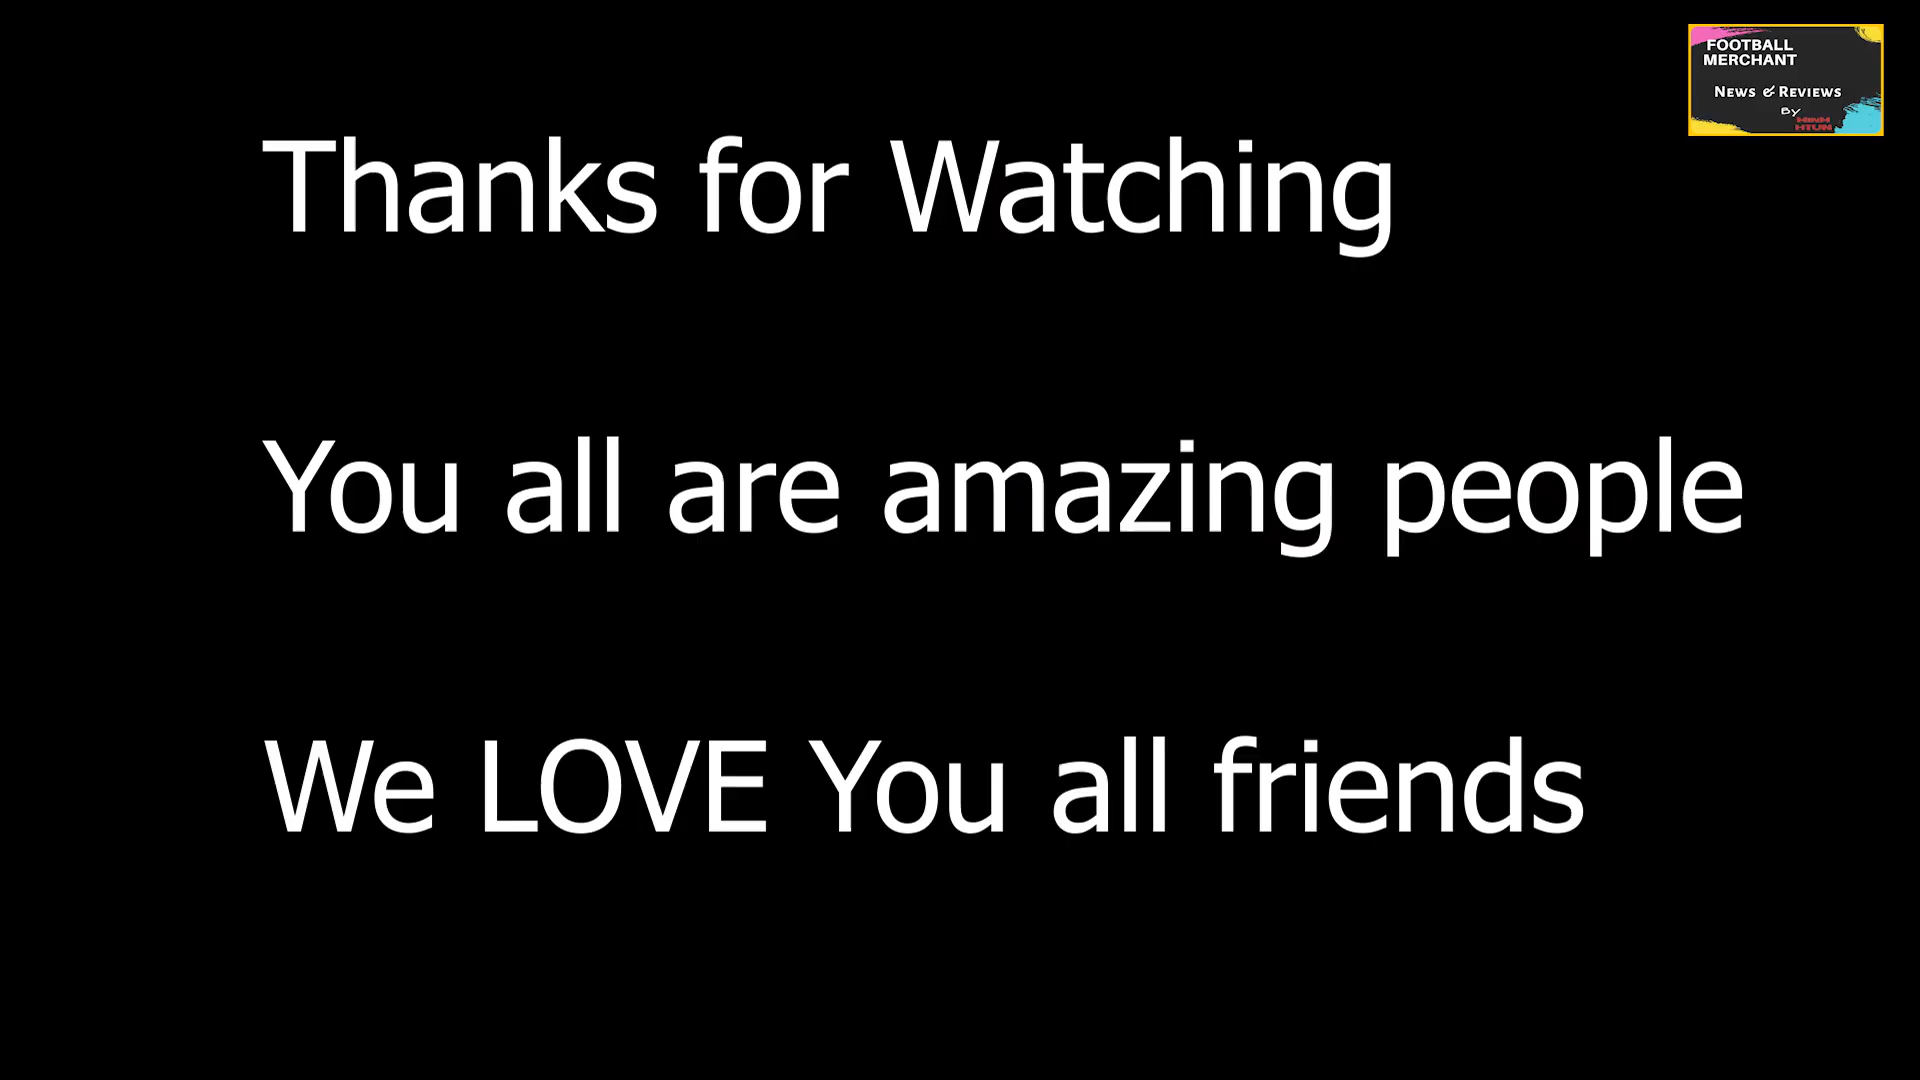 FOOTBALL
MERCHANT
News & Reviews
By
Thanks for Watching
You all are amazing people
We LOVE You all friends